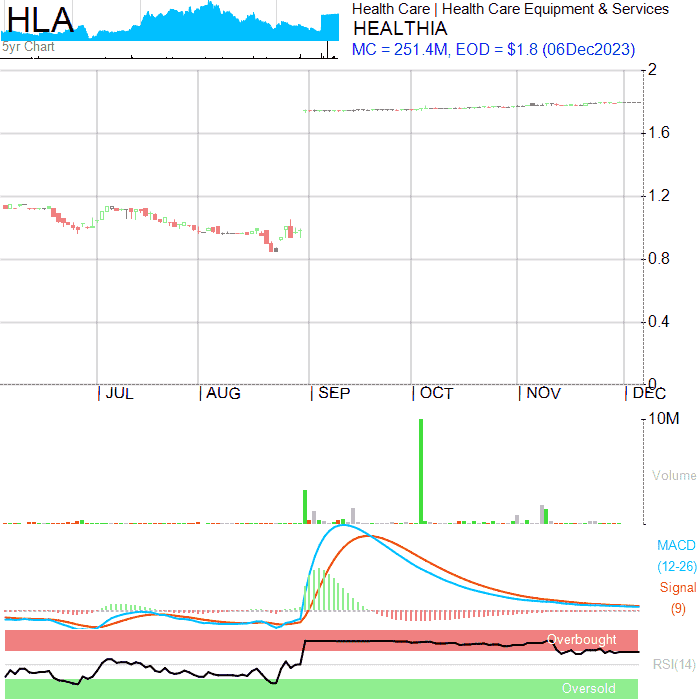 HLA
5yr Chart
Health Care | Health Care Equipment & Services
HEALTHIA
MC = 251.4M, EOD = $1.8 (06Dec2023)
2
1.6
1.2
0.8
0.4
0
| JUL | AUG | SEP | OCT | NOV | DEC
10M
Volume
MACD
(12-26)
Signal
(9)
Overbought
RSI(14)
Oversold